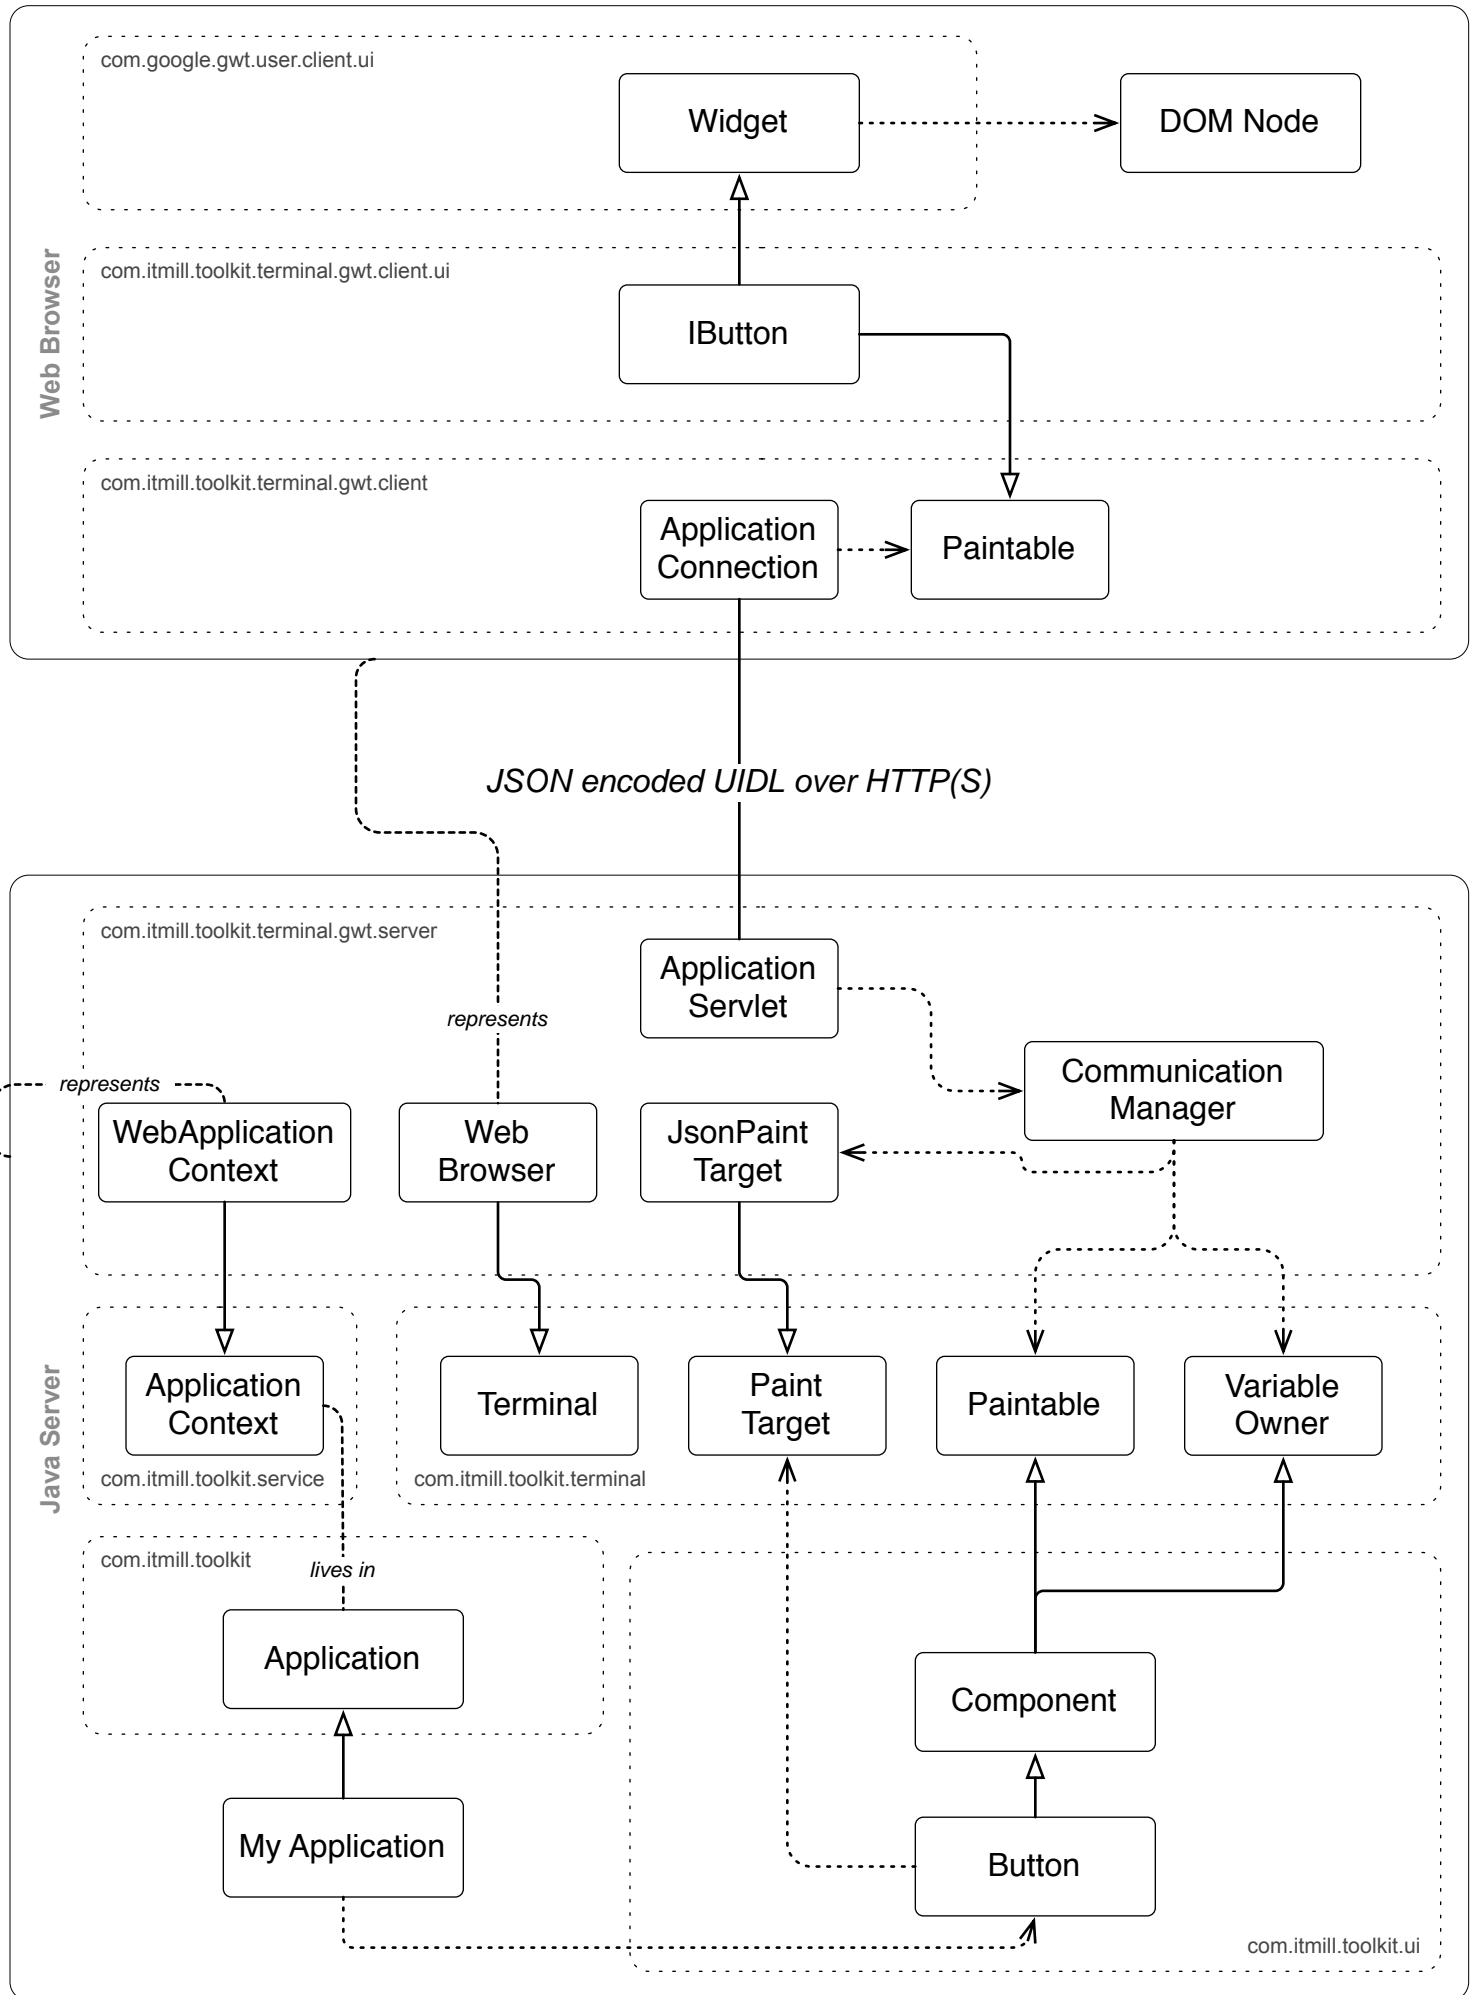 com.google.gwt.user.client.ui
Widget
DOM Node
Web Browser
com.itmill.toolkit.terminal.gwt.client.ui
IButton
com.itmill.toolkit.terminal.gwt.client
Application
Connection
Paintable
JSON encoded UIDL over HTTP(S)
com.itmill.toolkit.terminal.gwt.server
Application
Servlet
represents
Communication
Manager
represents
WebApplication
Context
Web
Browser
JsonPaint
Target
Java Server
Application
Context
com.itmill.toolkit.service
Terminal
Paint
Target
Paintable
Variable
Owner
com.itmill.toolkit.terminal
com.itmill.toolkit
lives in
Application
Component
My Application
Button
com.itmill.toolkit.ui